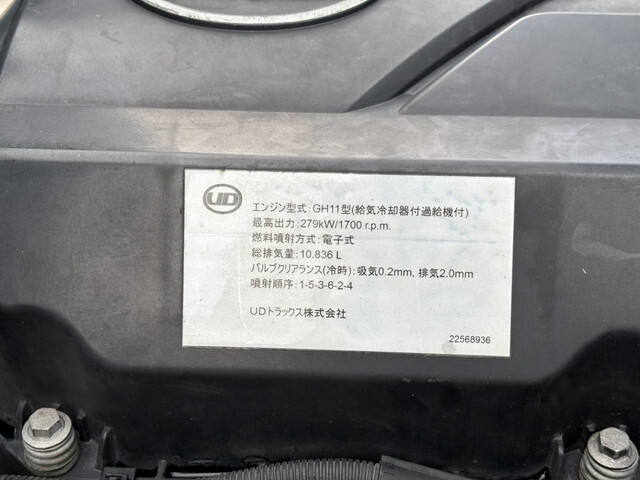 UD
エンジン型式:GH11型(給気冷却器付過給機付)
最高出力:279kW/1700 r.p.m.
燃料噴射方式:電子式
総排気量:10.836 L
バルブクリアランス(冷時):吸気0.2mm, 排気2.0mm
噴射順序:1-5-3-6-2-4
UDトラックス株式会社
22568936